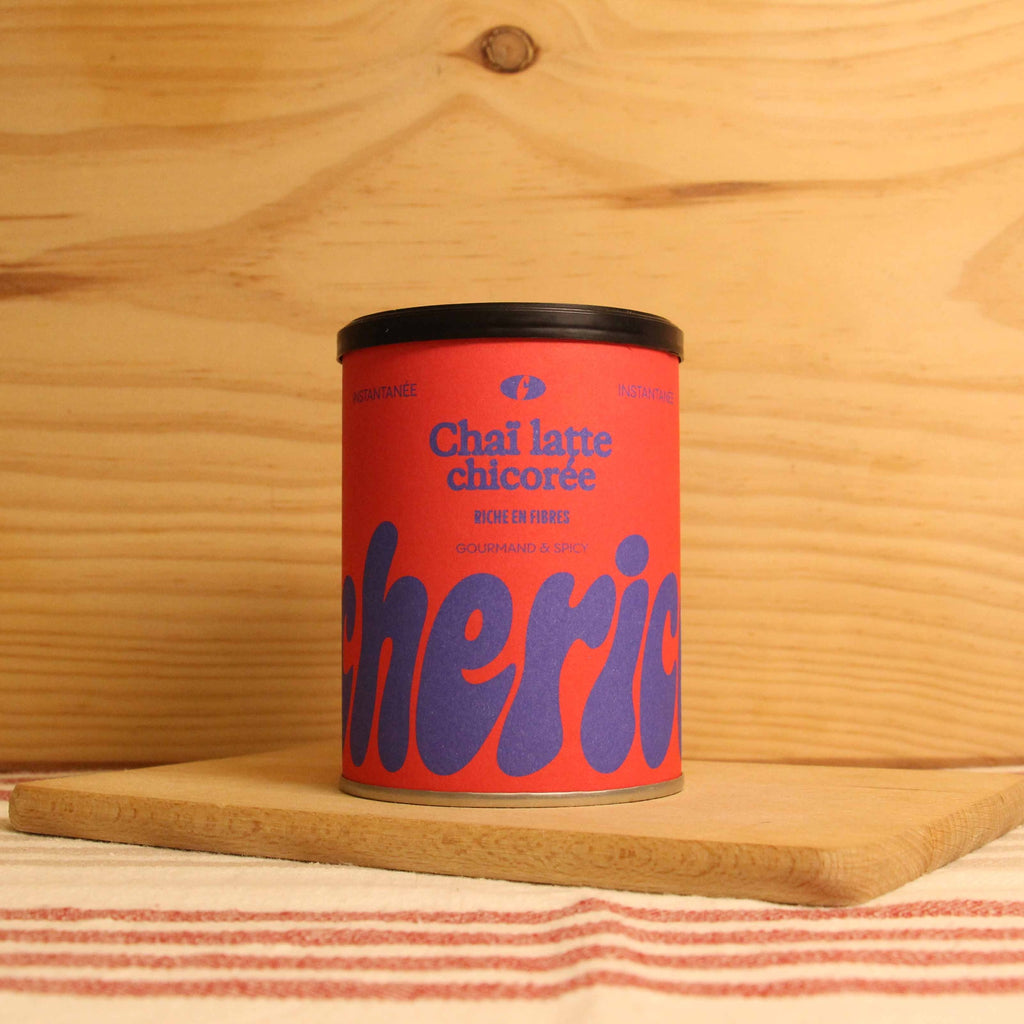 INSTANTANÉE
INSTANTANÉE
Chaï latte
chicorée
RICHE EN FIBRES
GOURMAND & SPICY
cheric